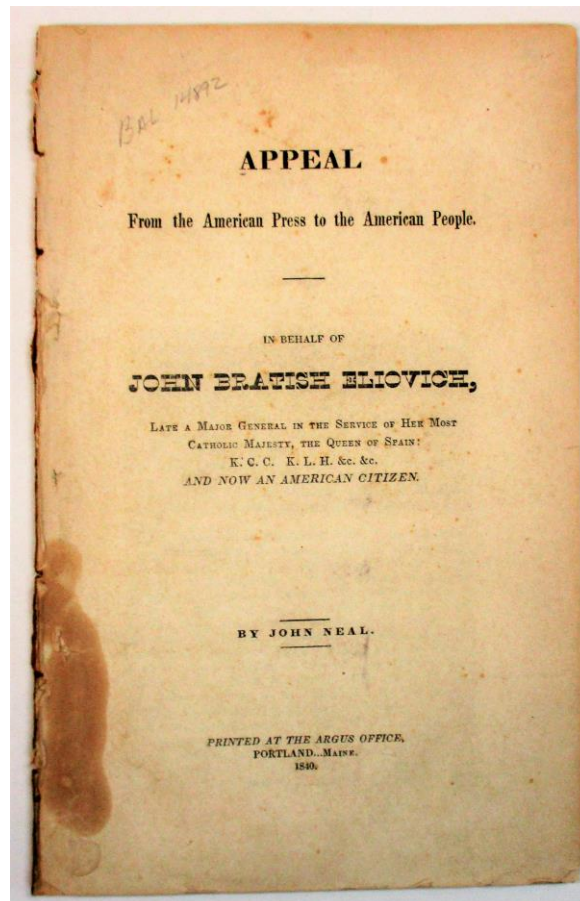 BAL 14892
APPEAL
From the American Press to the American People.
IN BEHALF OF
JOHN BRATISH ELIOVICH,
LATE A MAJOR GENERAL IN THE SERVICE OF HER MOST
CATHOLIC MAJESTY, THE QUEEN OF SPAIN:
K. C. C. K. L. H. &c. &c.
AND NOW AN AMERICAN CITIZEN.
BY JOHN NEAL.
PRINTED AT THE ARGUS OFFICE,
PORTLAND...MAINE.
1840.